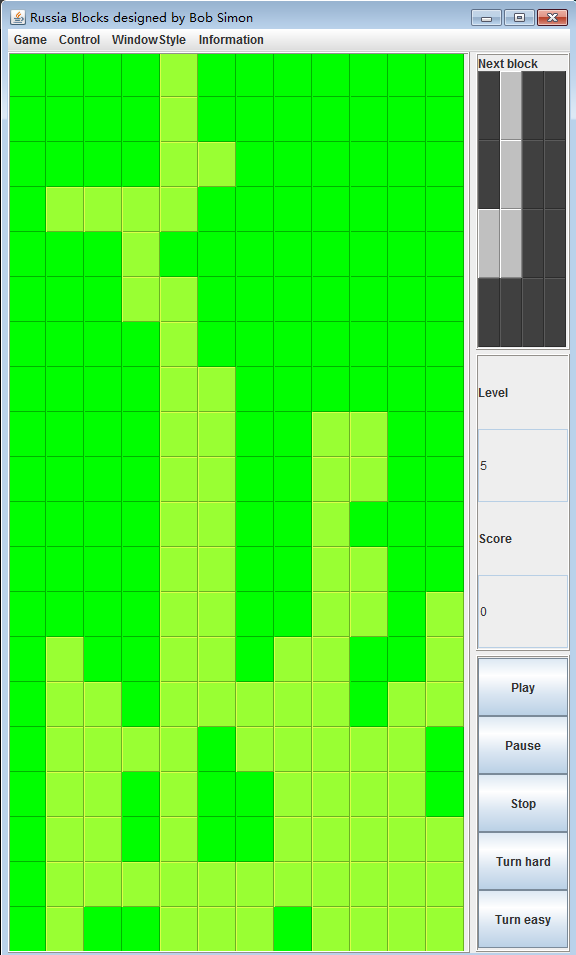 Russia Blocks designed by Bob Simon
Game Control WindowStyle Information
Next block
Level
5
Score
0
Play
Pause
Stop
Turn hard
Turn easy